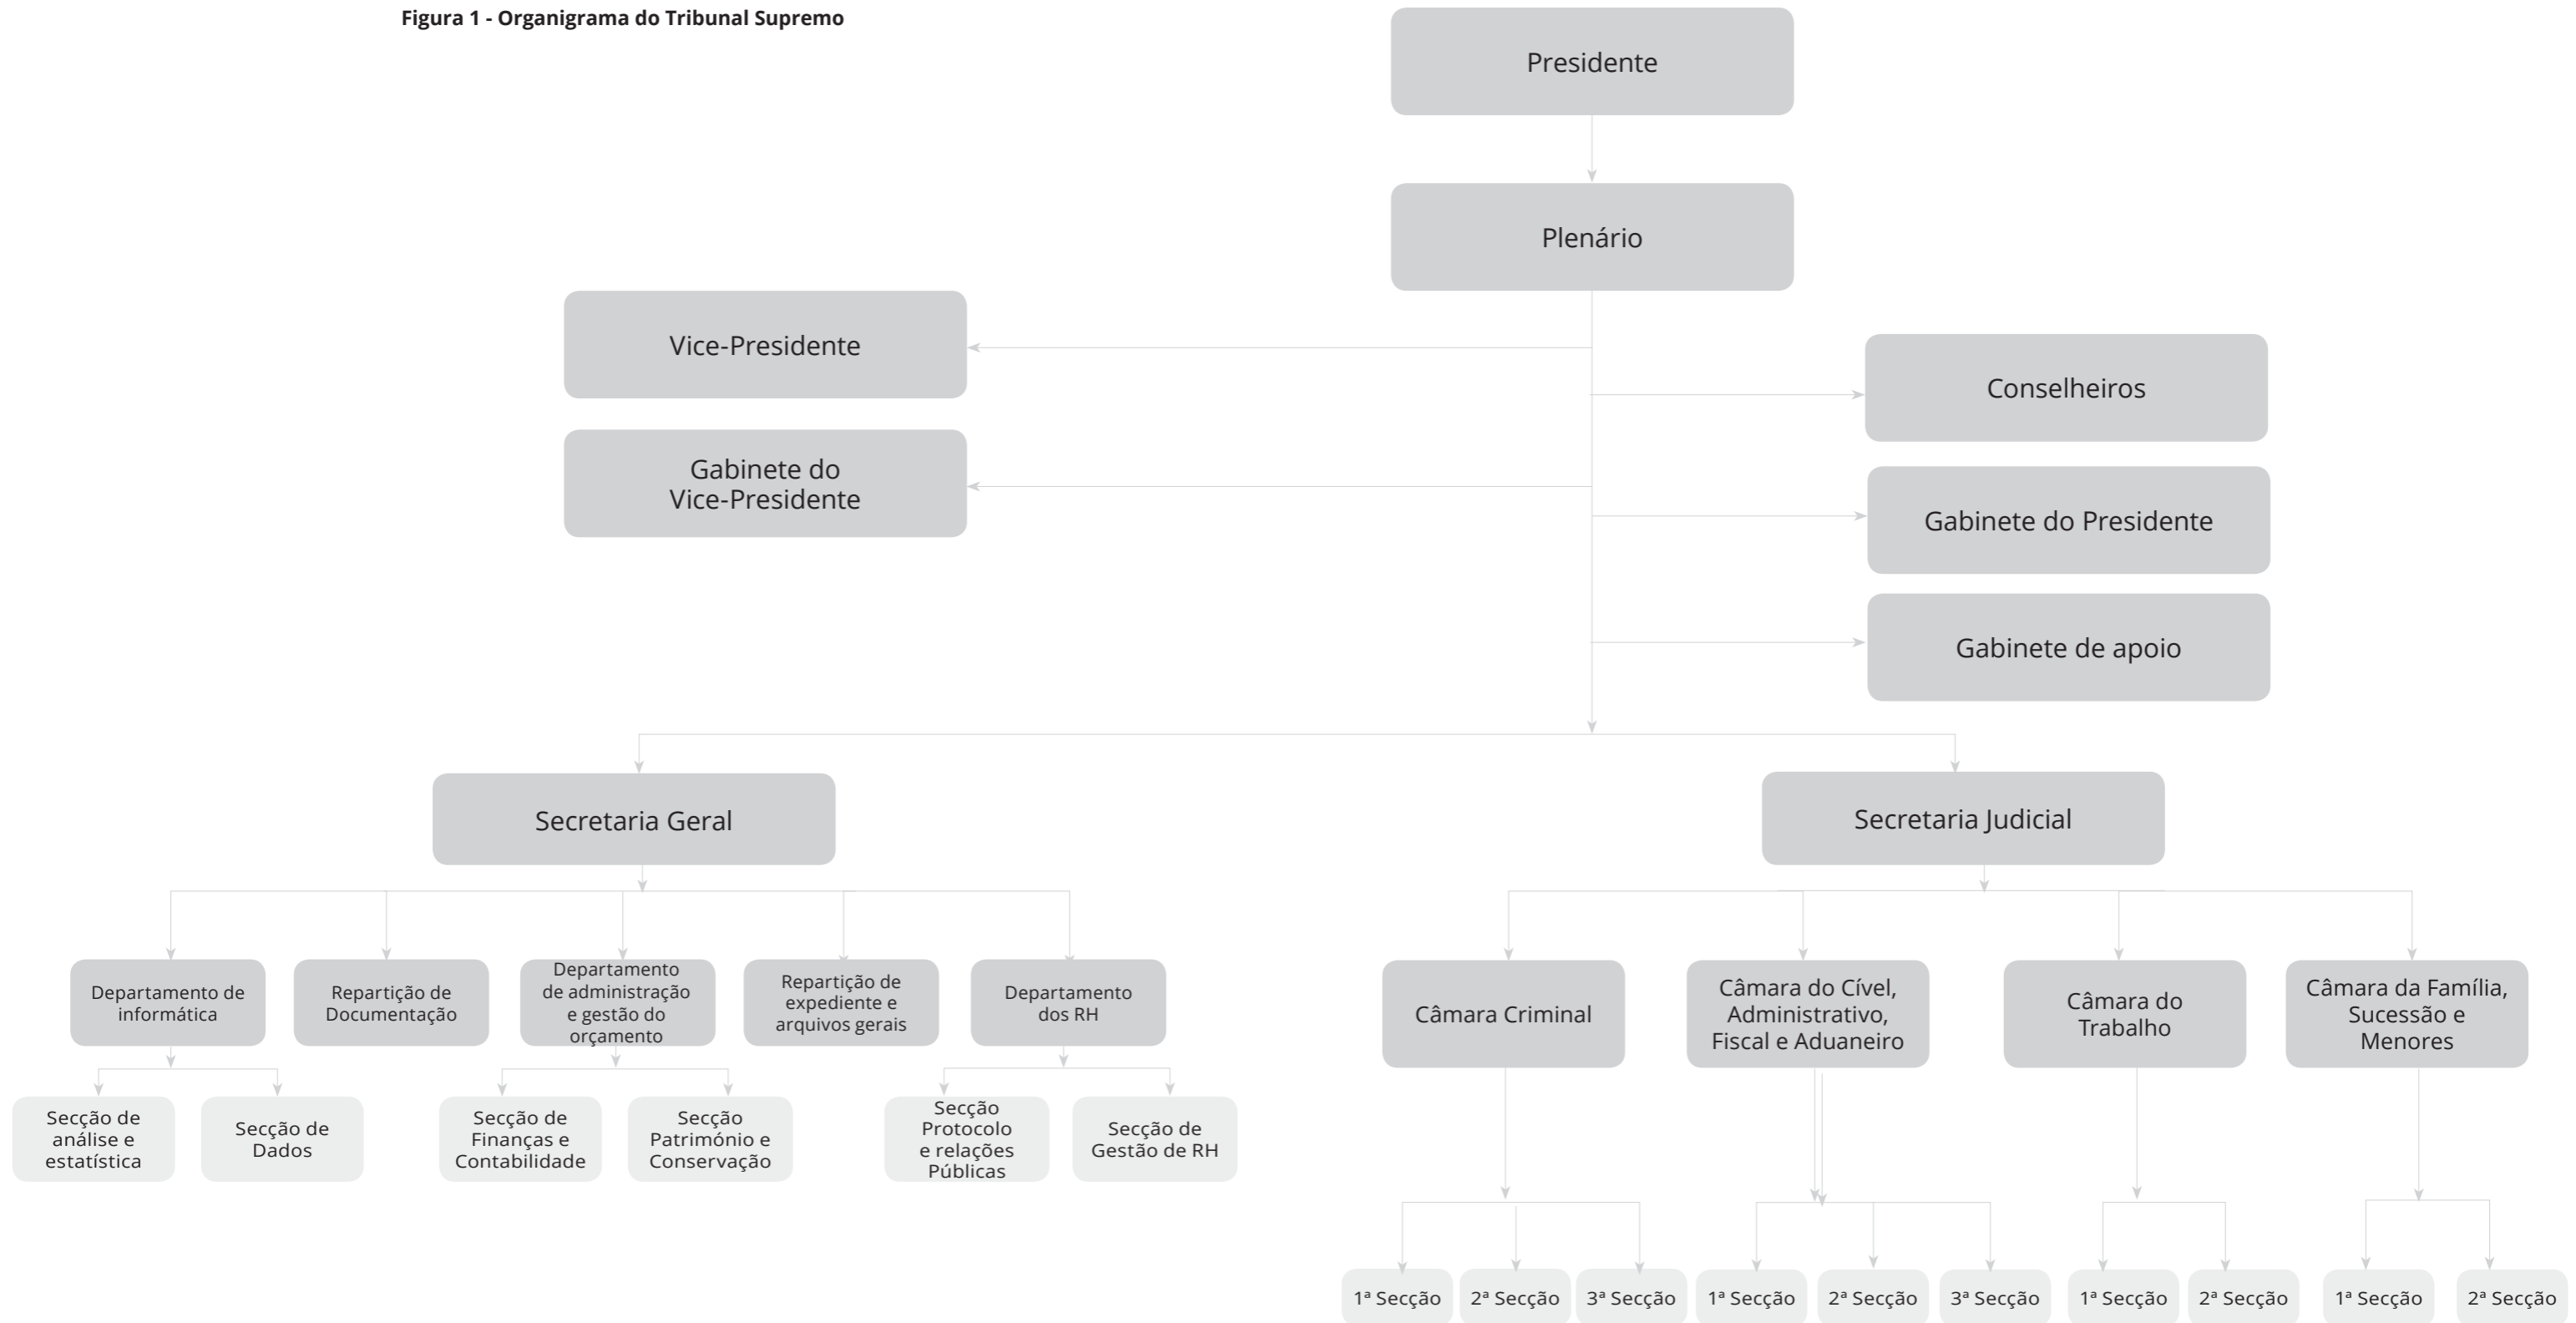 Figura 1 - Organigrama do Tribunal Supremo
Presidente
Plenário
Vice-Presidente
Conselheiros
Gabinete do
Vice-Presidente
Gabinete do Presidente
Gabinete de apoio
Secretaria Geral
Secretaria Judicial
Departamento de
informática
Repartição de
Documentação
Departamento
de administração
e gestão do
orçamento
Repartição de
expediente e
arquivos gerais
Departamento
dos RH
Câmara Criminal
Câmara do Cível,
Administrativo,
Fiscal e Aduaneiro
Câmara do
Trabalho
Câmara da Família,
Sucessão e
Menores
Secção de
análise e
estatística
Secção de
Dados
Secção de
Finanças e
Contabilidade
Secção
Património e
Conservação
Secção
Protocolo
e relações
Públicas
Secção de
Gestão de RH
1ª Secção
2ª Secção
3ª Secção
1ª Secção
2ª Secção
3ª Secção
1ª Secção
2ª Secção
1ª Secção
2ª Secção